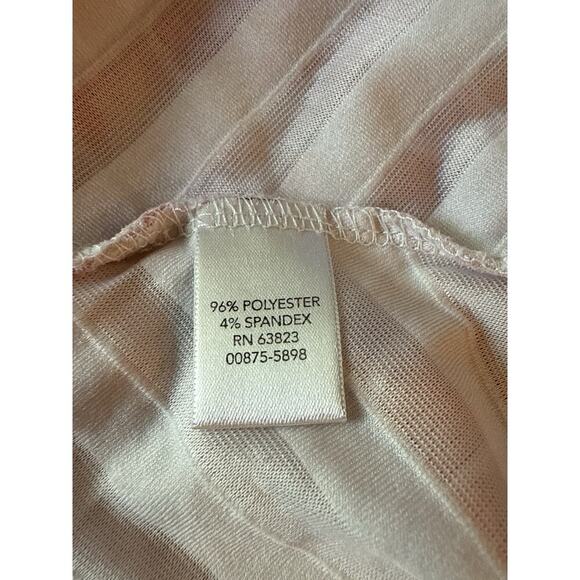 96% POLYESTER
4% SPANDEX
RN 63823
00875-5898